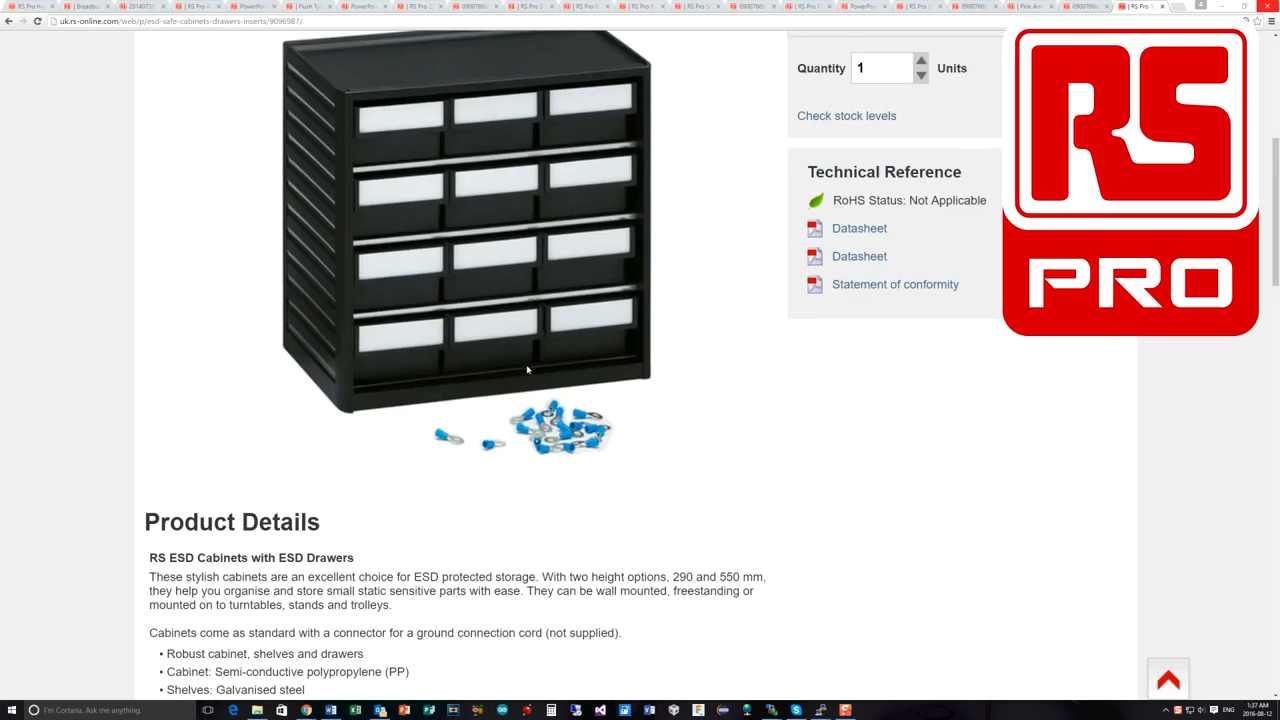 uk.rs-online.com/web/p/esd-safe-cabinets-drawers-inserts/9096987/
Quantity 1 Units
Check stock levels
Technical Reference
RoHS Status: Not Applicable
Datasheet
Datasheet
Statement of conformity
RS
PRO
Product Details
RS ESD Cabinets with ESD Drawers
These stylish cabinets are an excellent choice for ESD protected storage. With two height options, 290 and 550 mm,
they help you organise and store small static sensitive parts with ease. They can be wall mounted, freestanding or
mounted on to turntables, stands and trolleys.
Cabinets come as standard with a connector for a ground connection cord (not supplied).
• Robust cabinet, shelves and drawers
• Cabinet: Semi-conductive polypropylene (PP)
• Shelves: Galvanised steel
I'm Cortana. Ask me anything.
ENG
1:37 AM
2016-08-12